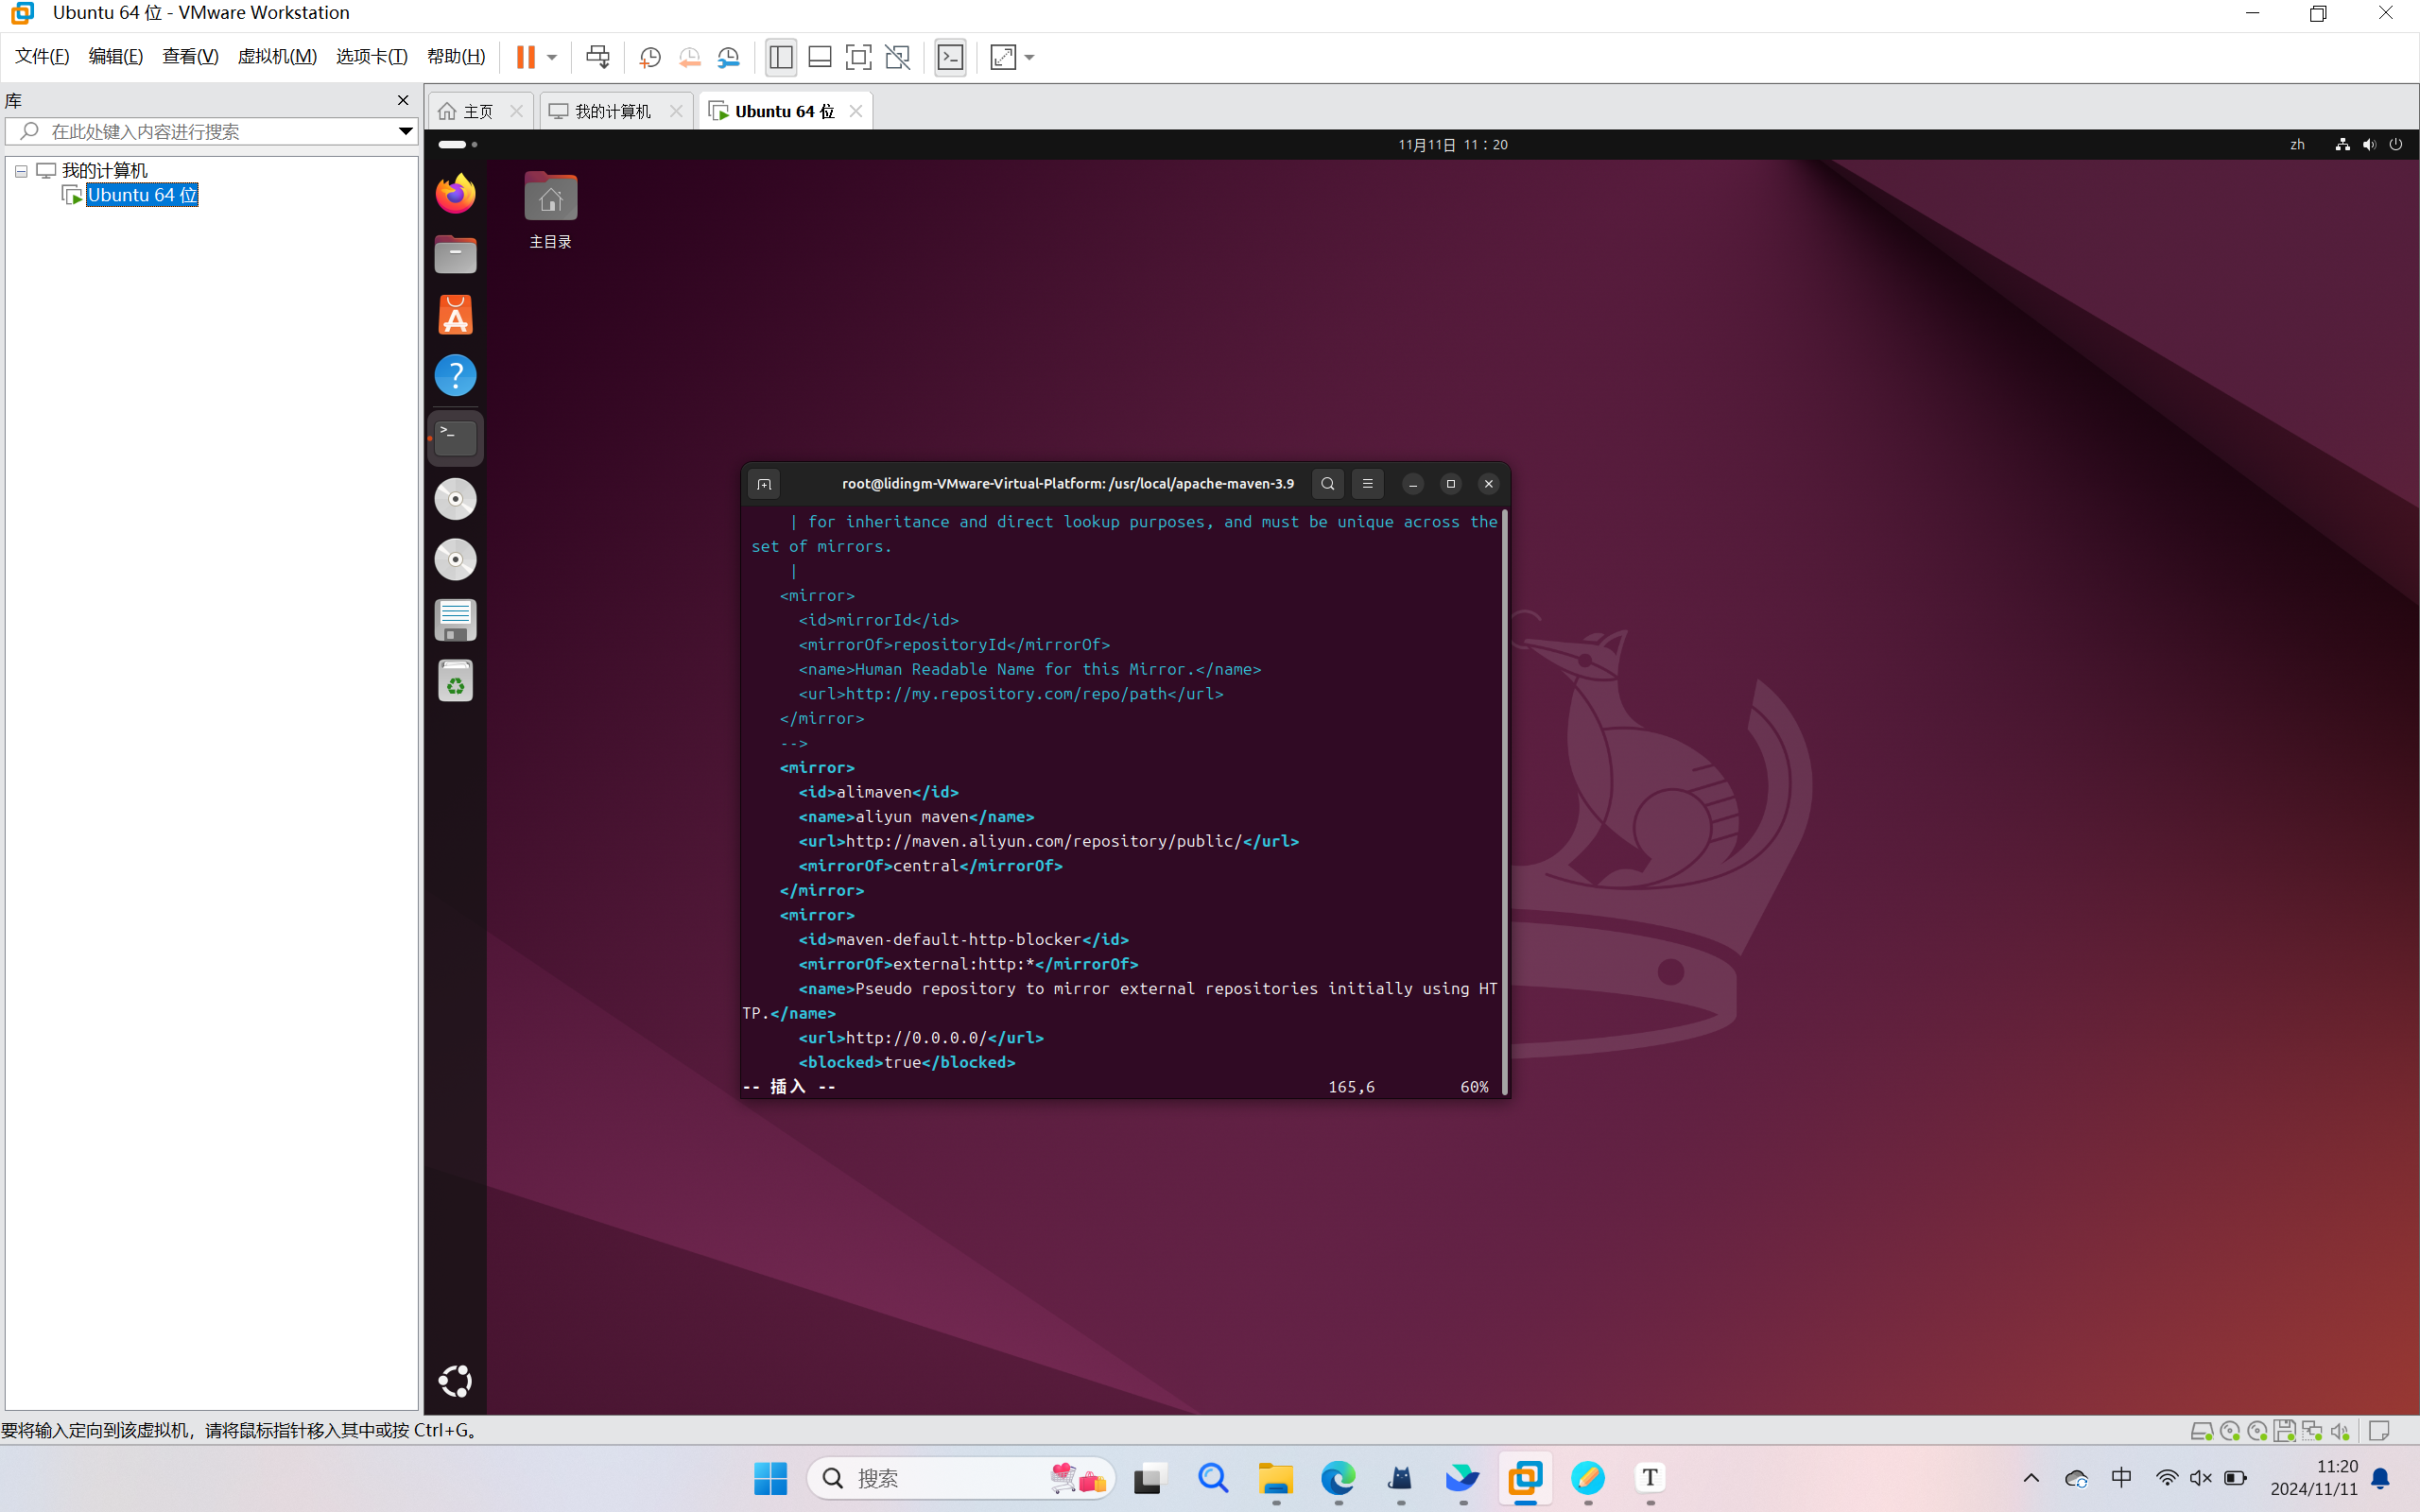 Ubuntu 64 位 - VMware Workstation
文件(F) 编辑(E) 查看(V) 虚拟机(M) 选项卡(T) 帮助(H)
库
在此处键入内容进行搜索
我的计算机
Ubuntu 64 位
主页 我的计算机 Ubuntu 64 位
11月11日 11：20
zh
主目录
root@lidingm-VMware-Virtual-Platform: /usr/local/apache-maven-3.9
| for inheritance and direct lookup purposes, and must be unique across the
set of mirrors.
|
<mirror>
<id>mirrorId</id>
<mirrorOf>repositoryId</mirrorOf>
<name>Human Readable Name for this Mirror.</name>
<url>http://my.repository.com/repo/path</url>
</mirror>
-->
<mirror>
<id>alimaven</id>
<name>aliyun maven</name>
<url>http://maven.aliyun.com/repository/public/</url>
<mirrorOf>central</mirrorOf>
</mirror>
<mirror>
<id>maven-default-http-blocker</id>
<mirrorOf>external:http:*</mirrorOf>
<name>Pseudo repository to mirror external repositories initially using HT
TP.</name>
<url>http://0.0.0.0/</url>
<blocked>true</blocked>
-- 插入 -- 165,6 60%
要将输入定向到该虚拟机，请将鼠标指针移入其中或按 Ctrl+G。
搜索
中
11:20
2024/11/11